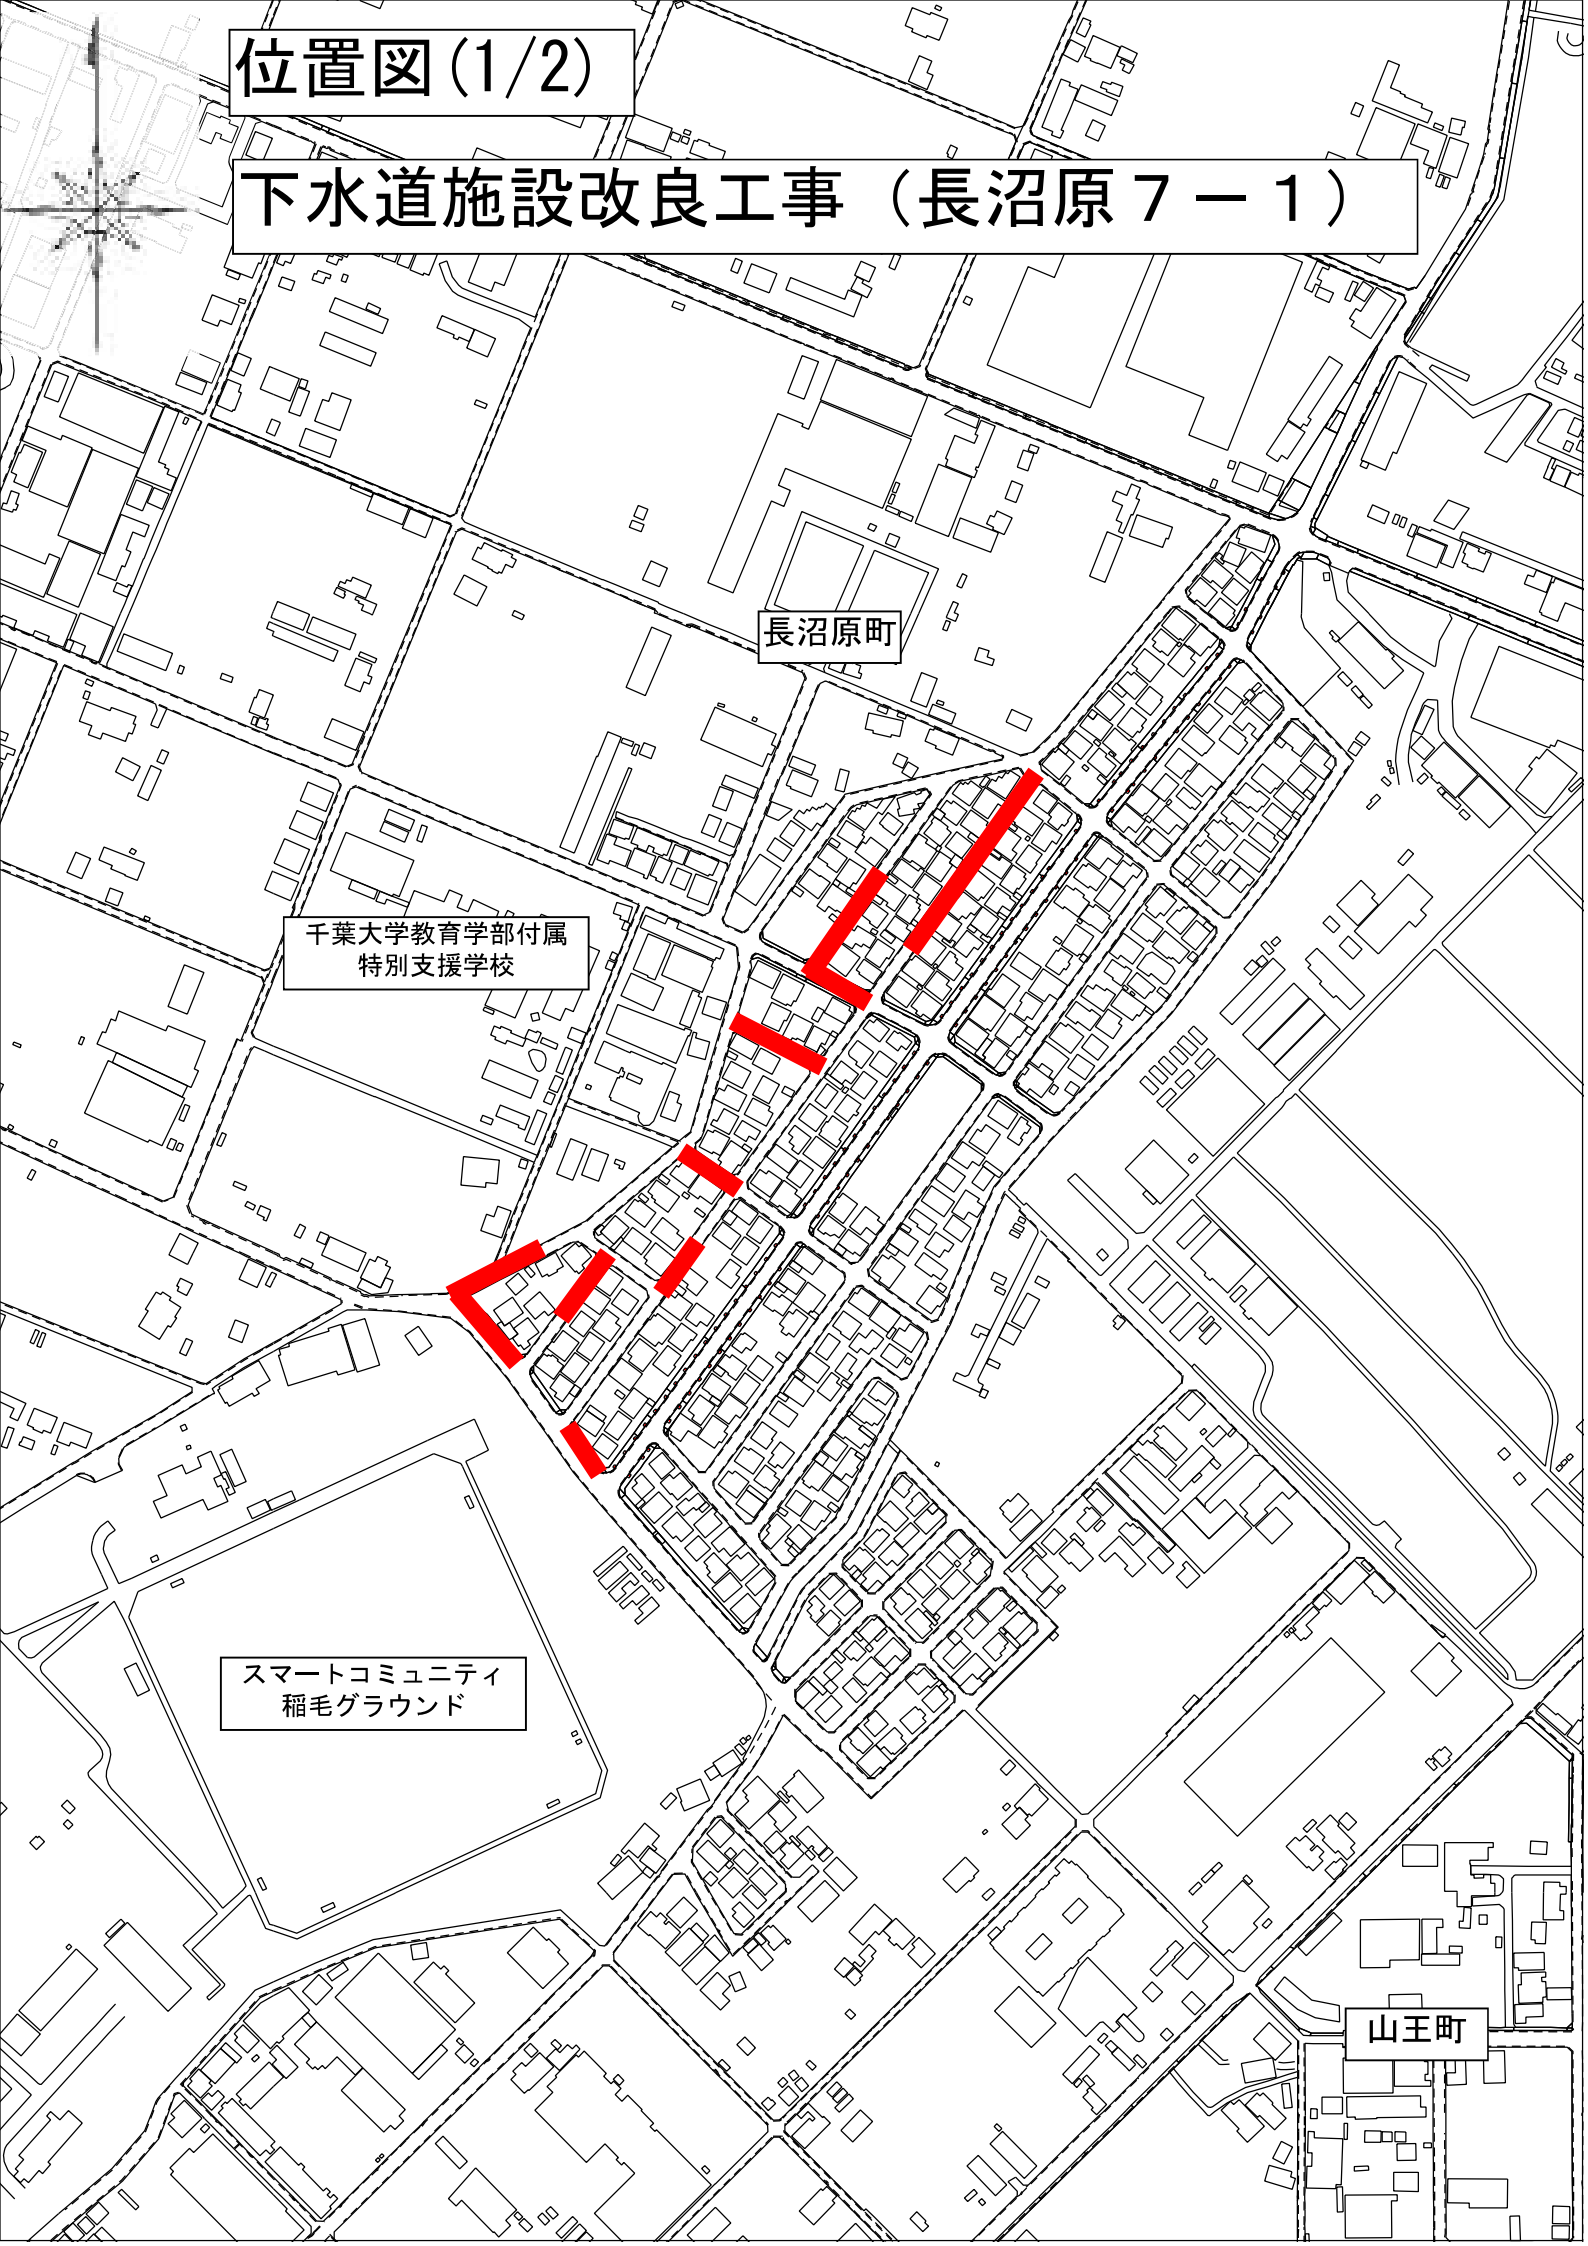 位置図(1/2)
下水道施設改良工事（長沼原７－１）
長沼原町
千葉大学教育学部付属
特別支援学校
スマートコミュニティ
稲毛グラウンド
山王町